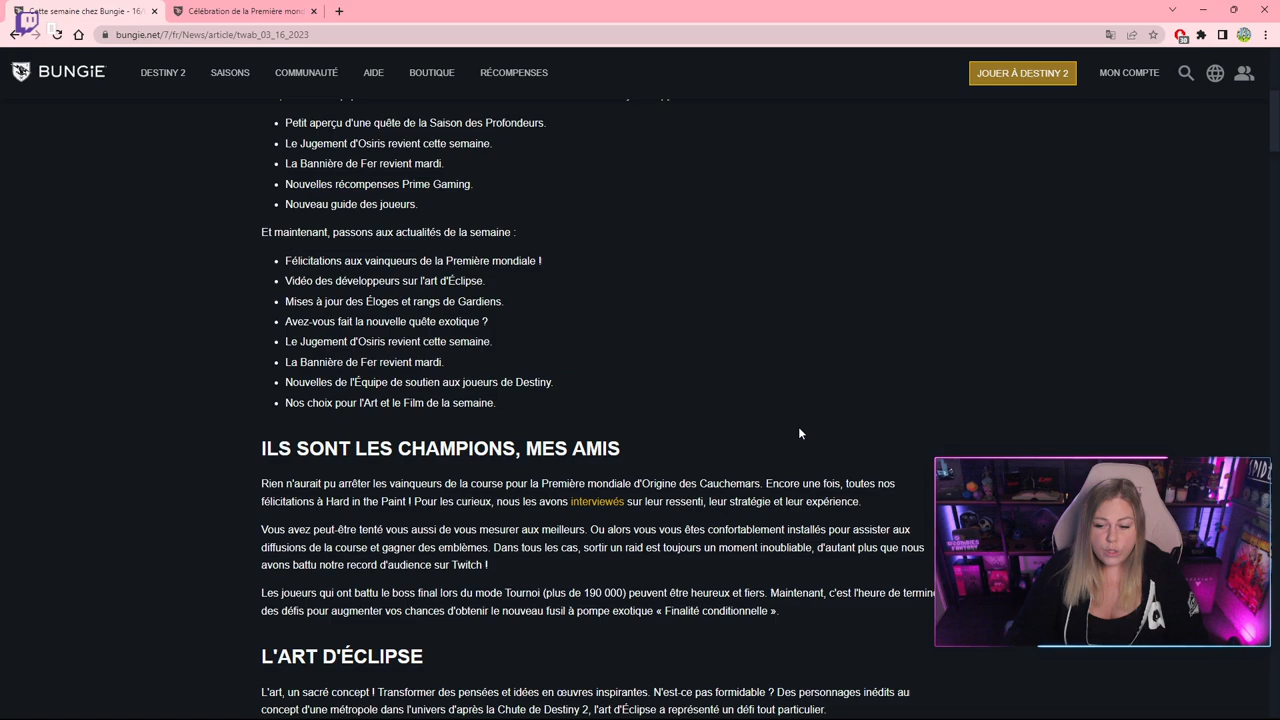 Cette semaine chez Bungie - 16/
Célébration de la Première mond
bungie.net/7/fr/News/article/twab_03_16_2023
BUNGiE
DESTINY 2
SAISONS
COMMUNAUTÉ
AIDE
BOUTIQUE
RÉCOMPENSES
JOUER À DESTINY 2
MON COMPTE
• Petit aperçu d'une quête de la Saison des Profondeurs.
• Le Jugement d'Osiris revient cette semaine.
• La Bannière de Fer revient mardi.
• Nouvelles récompenses Prime Gaming.
• Nouveau guide des joueurs.
Et maintenant, passons aux actualités de la semaine :
• Félicitations aux vainqueurs de la Première mondiale !
• Vidéo des développeurs sur l'art d'Éclipse.
• Mises à jour des Éloges et rangs de Gardiens.
• Avez-vous fait la nouvelle quête exotique ?
• Le Jugement d'Osiris revient cette semaine.
• La Bannière de Fer revient mardi.
• Nouvelles de l'Équipe de soutien aux joueurs de Destiny.
• Nos choix pour l'Art et le Film de la semaine.
ILS SONT LES CHAMPIONS, MES AMIS
Rien n'aurait pu arrêter les vainqueurs de la course pour la Première mondiale d'Origine des Cauchemars. Encore une fois, toutes nos
félicitations à Hard in the Paint ! Pour les curieux, nous les avons interviewés sur leur ressenti, leur stratégie et leur expérience.
Vous avez peut-être tenté vous aussi de vous mesurer aux meilleurs. Ou alors vous vous êtes confortablement installés pour assister aux
diffusions de la course et gagner des emblèmes. Dans tous les cas, sortir un raid est toujours un moment inoubliable, d'autant plus que nous
avons battu notre record d'audience sur Twitch !
Les joueurs qui ont battu le boss final lors du mode Tournoi (plus de 190 000) peuvent être heureux et fiers. Maintenant, c'est l'heure de termine
des défis pour augmenter vos chances d'obtenir le nouveau fusil à pompe exotique « Finalité conditionnelle ».
L'ART D'ÉCLIPSE
L'art, un sacré concept ! Transformer des pensées et idées en œuvres inspirantes. N'est-ce pas formidable ? Des personnages inédits au
concept d'une métropole dans l'univers d'après la Chute de Destiny 2, l'art d'Éclipse a représenté un défi tout particulier.